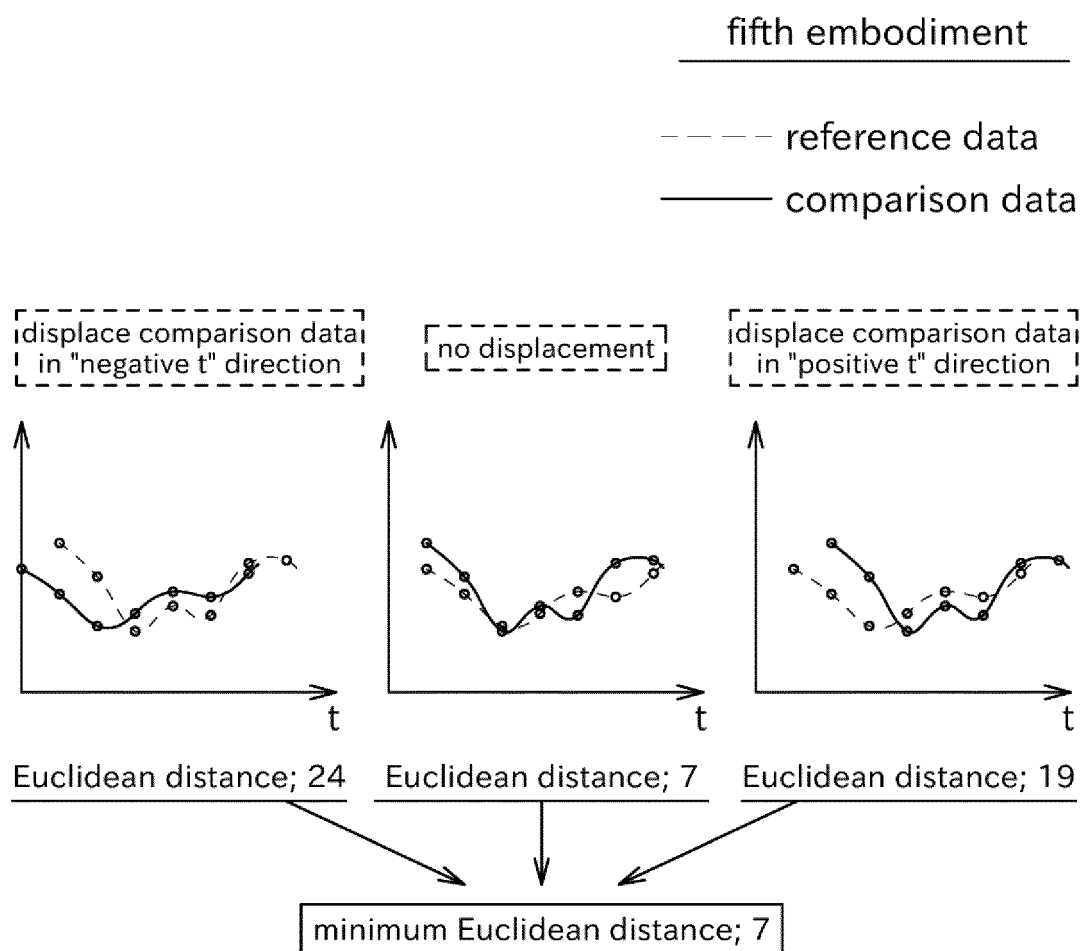 fifth embodiment
reference data
comparison data
displace comparison data
in "negative t" direction
no displacement
displace comparison data
in "positive t" direction
t
t
t
Euclidean distance; 24
Euclidean distance; 7
Euclidean distance; 19
minimum Euclidean distance; 7